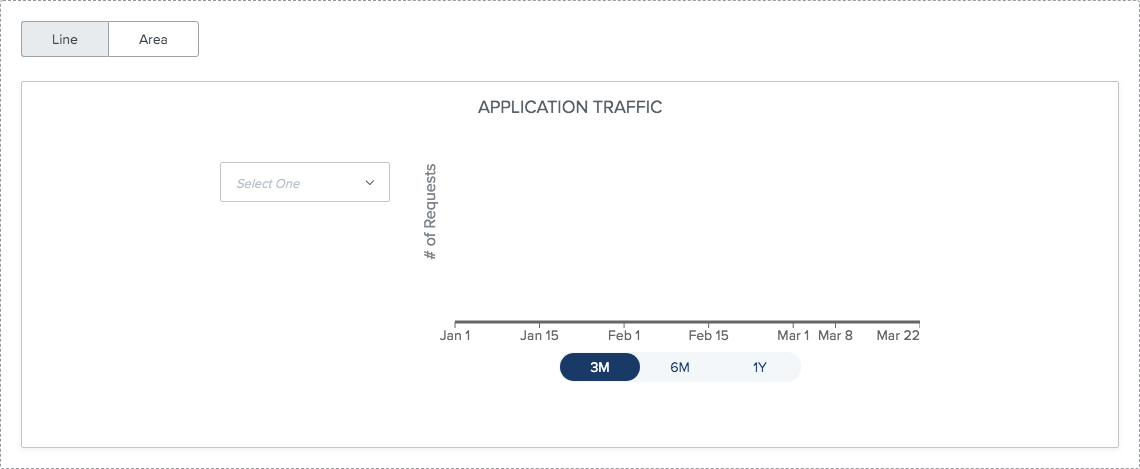 Line
Area
APPLICATION TRAFFIC
Select One
# of Requests
Jan 1 Jan 15 Feb 1 Feb 15 Mar 1 Mar 8 Mar 22
3M 6M 1Y